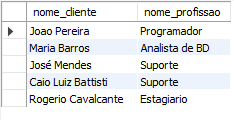 nome_cliente nome_profissao
Joao Pereira Programador
Maria Barros Analista de BD
José Mendes Suporte
Caio Luiz Battisti Suporte
Rogerio Cavalcante Estagiario